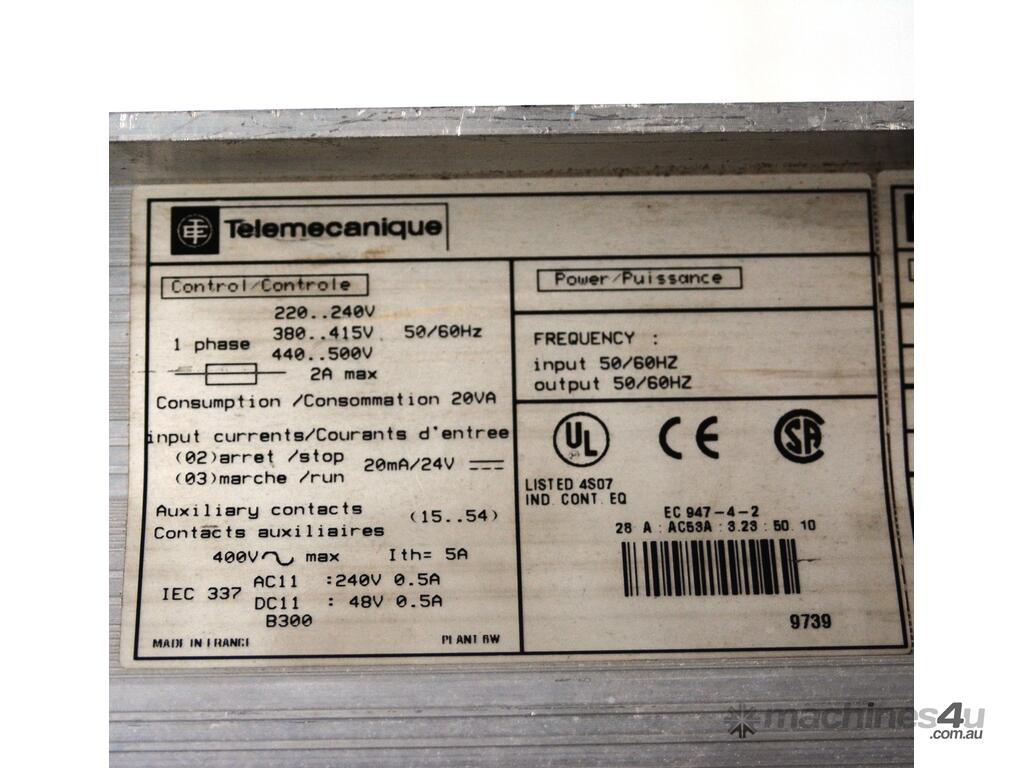 Telemecanique
Control/Controle
220..240V
1 phase 380..415V 50/60Hz
440..500V
2A max
Consumption /Consommation 20VA
input currents/Courants d'entree
(02)arret /stop 20mA/24V
(03)marche /run
Auxiliary contacts (15..54)
Contacts auxiliaires
400V max Ith= 5A
IEC 337 AC11 :240V 0.5A
DC11 : 48V 0.5A
B300
MADE IN FRANCE PLANT 6W
Power/Puissance
FREQUENCY :
input 50/60HZ
output 50/60HZ
UL CE SA
LISTED 4S07
IND. CONT. EQ
EC 947-4-2
28 A : AC53A : 3.23 : 50.10
9739
machines4u
.com.au